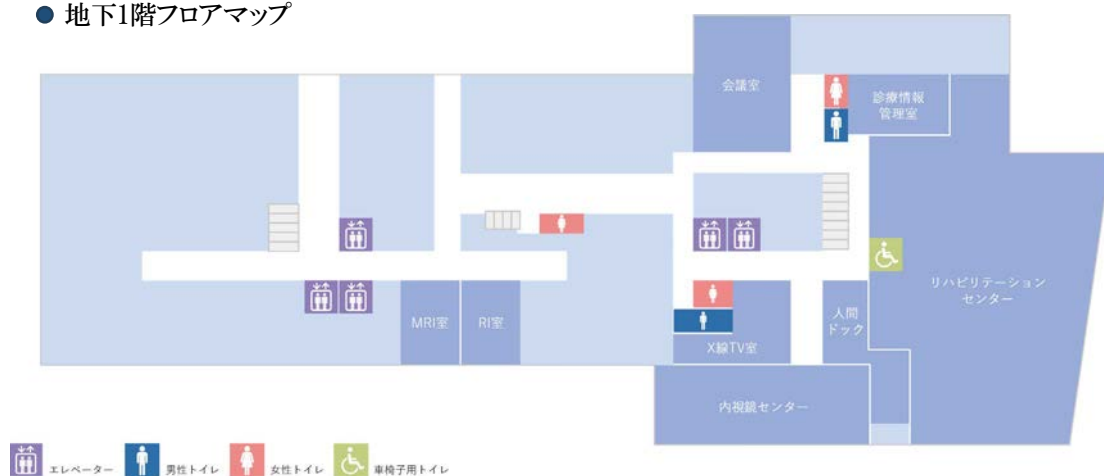 ● 地下1階フロアマップ
会議室
診療情報
管理室
リハビリテーション
センター
MRI室
RI室
人間
ドック
X線TV室
内視鏡センター
エレベーター
男性トイレ
女性トイレ
車椅子用トイレ